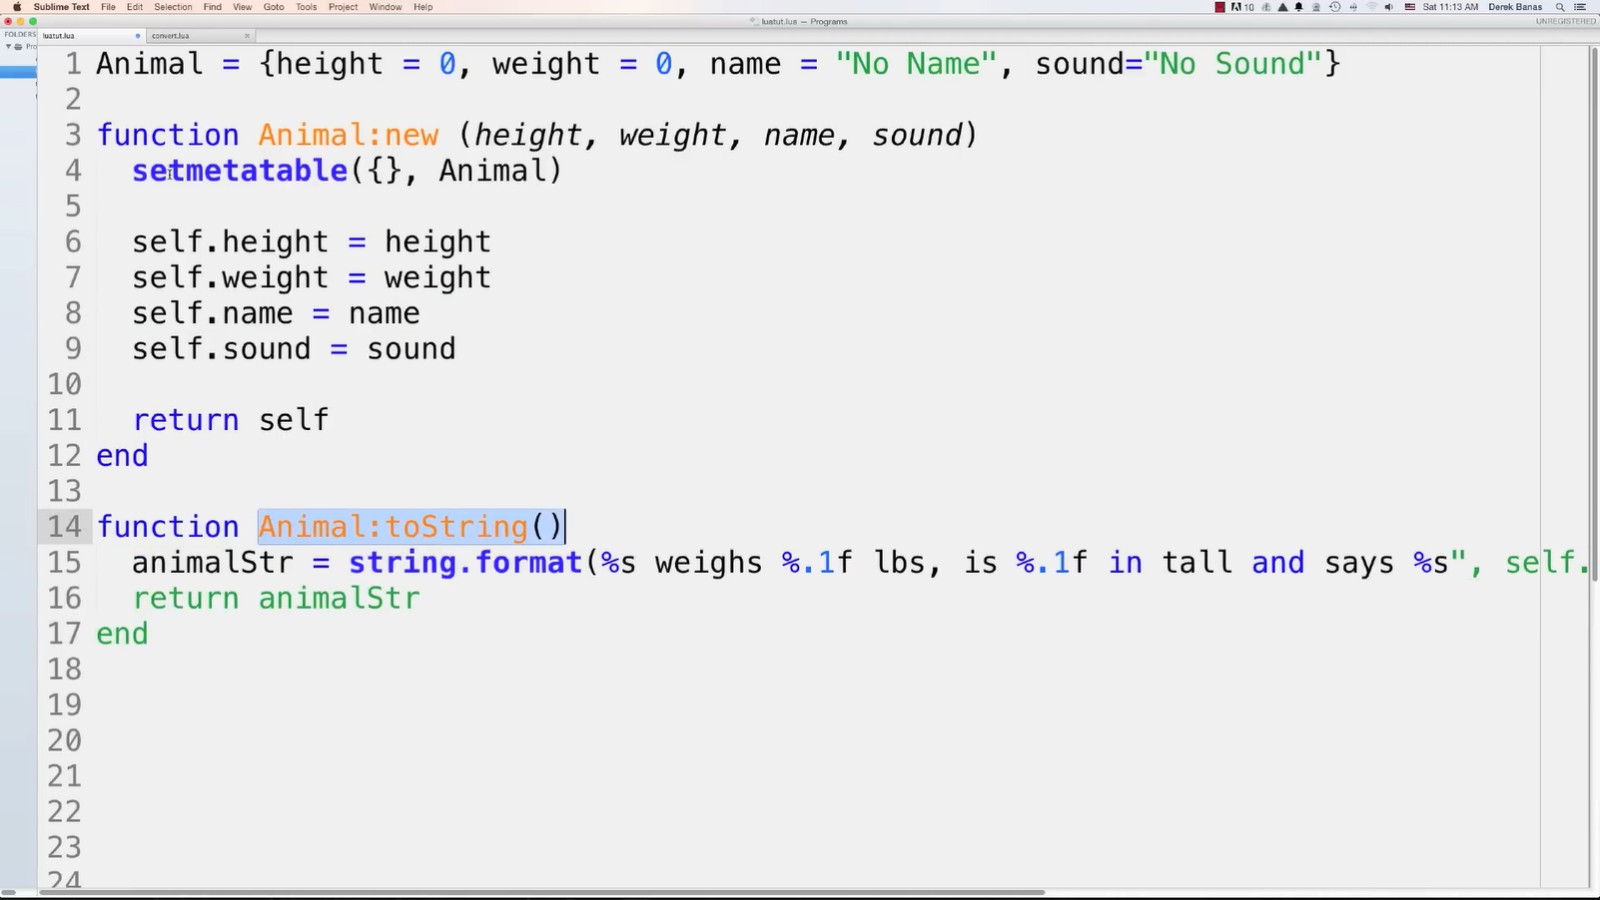 Sublime Text File Edit Selection Find View Goto Tools Project Window Help 10 Sat 11:13 AM Derek Banas
luatut.lua — Programs UNREGISTERED
FOLDERS luatut.lua convert.lua
1 Animal = {height = 0, weight = 0, name = "No Name", sound="No Sound"}
2
3 function Animal:new (height, weight, name, sound)
4 setmetatable({}, Animal)
5
6 self.height = height
7 self.weight = weight
8 self.name = name
9 self.sound = sound
10
11 return self
12 end
13
14 function Animal:toString()
15 animalStr = string.format(%s weighs %.1f lbs, is %.1f in tall and says %s", self.
16 return animalStr
17 end
18
19
20
21
22
23
24